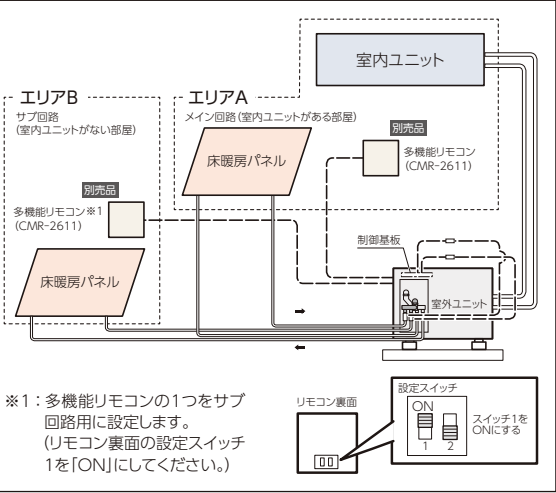 室内ユニット
エリアB
サブ回路
(室内ユニットがない部屋)
エリアA
メイン回路(室内ユニットがある部屋)
別売品
多機能リモコン
(CMR-2611)
床暖房パネル
別売品
多機能リモコン※1
(CMR-2611)
床暖房パネル
制御基板
室外ユニット
※1：多機能リモコンの1つをサブ
回路用に設定します。
(リモコン裏面の設定スイッチ
1を「ON」にしてください。)
リモコン裏面
設定スイッチ
ON
1 2
スイッチ1を
ONにする